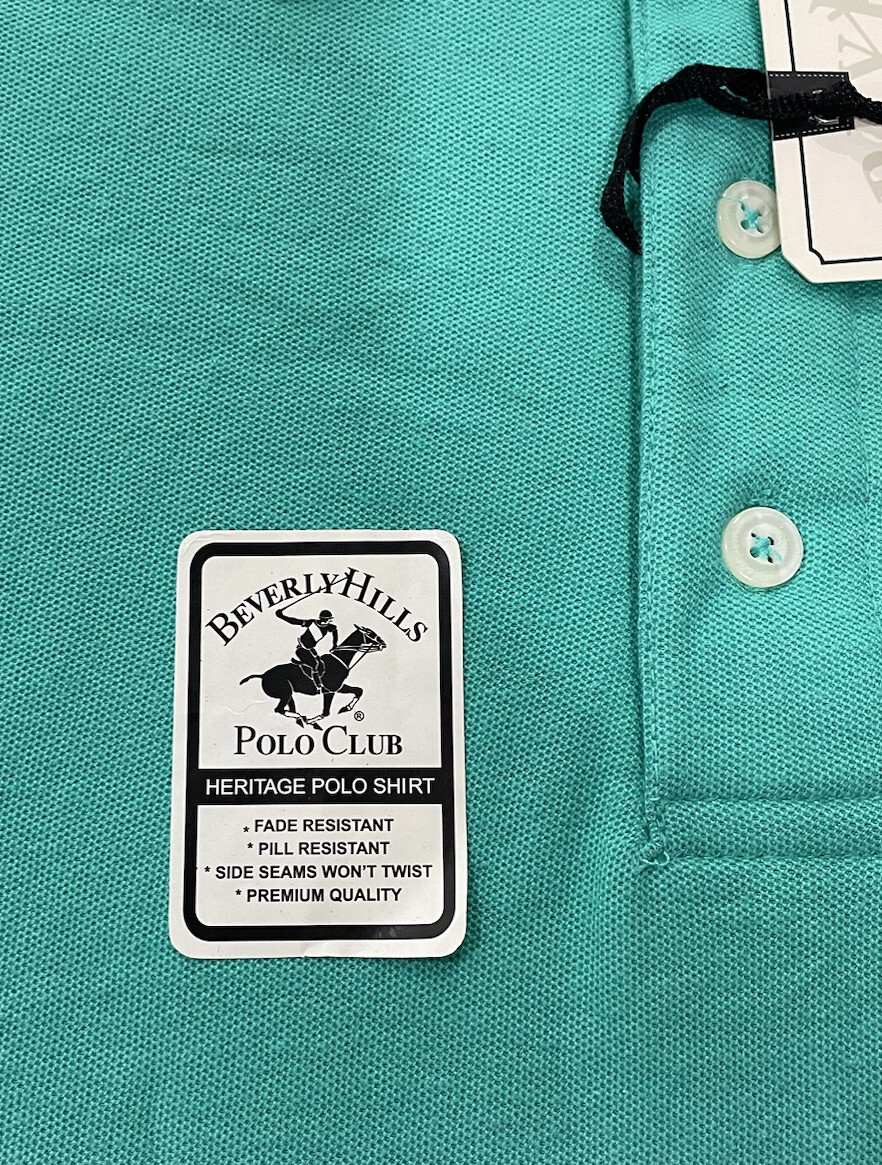 BEVERLY HILLS
®
POLO CLUB
HERITAGE POLO SHIRT
* FADE RESISTANT
* PILL RESISTANT
* SIDE SEAMS WON'T TWIST
* PREMIUM QUALITY